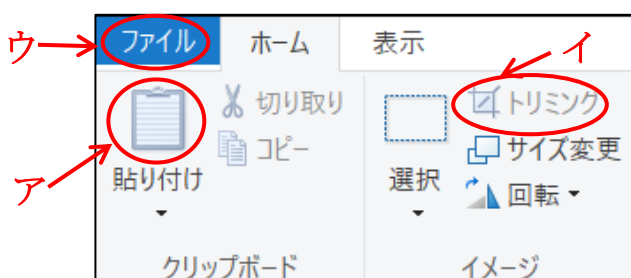 ウ
ファイル
ホーム
表示
イ
切り取り
コピー
貼り付け
クリップボード
選択
トリミング
サイズ変更
回転
イメージ
ア